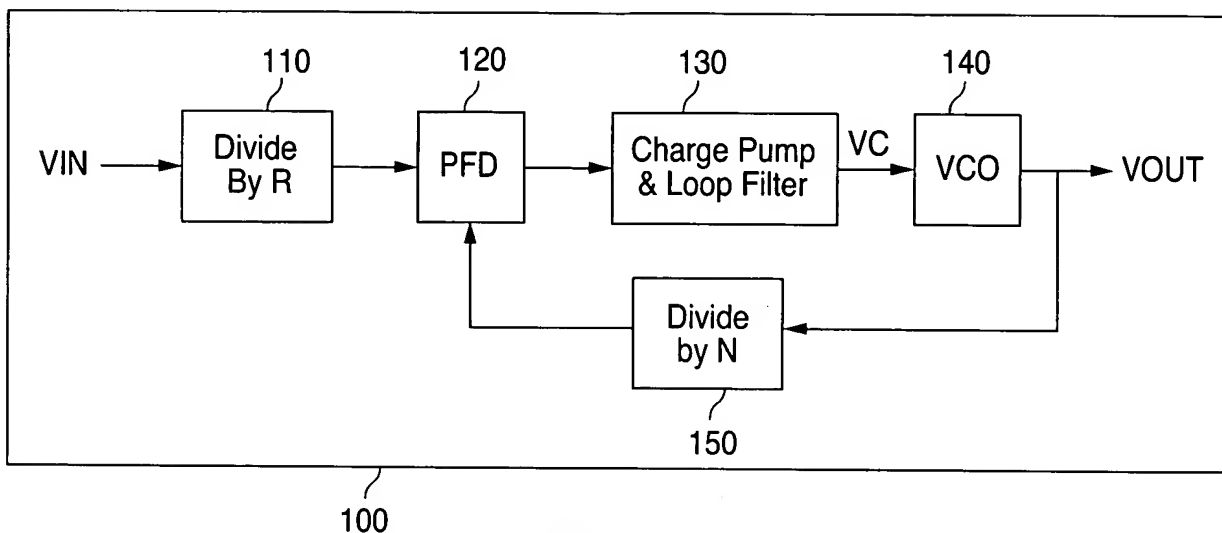 110
120
130
140
VIN
Divide
By R
PFD
Charge Pump
& Loop Filter
VC
VCO
VOUT
Divide
by N
150
100